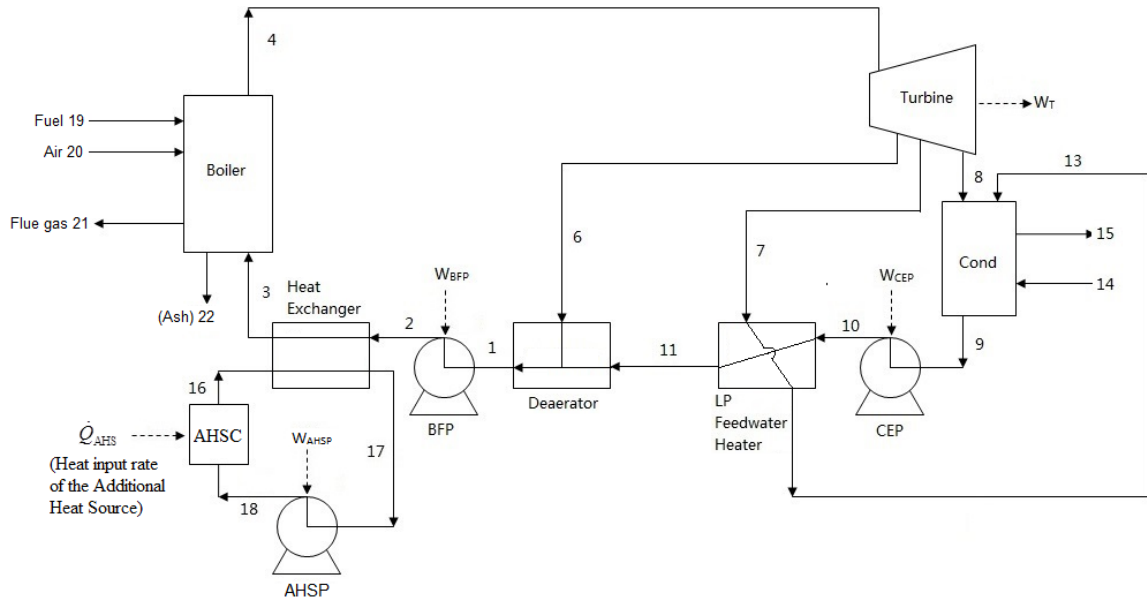 4
Turbine
W_T
Fuel 19
Air 20
Boiler
8
13
Flue gas 21
6
7
15
Cond
W_BFP
W_CEP
14
3
Heat
Exchanger
(Ash) 22
2
1
11
10
9
16
Deaerator
LP
Feedwater
Heater
BFP
CEP
Q̇_AHS
AHSC
W_AHSP
17
(Heat input rate
of the Additional
Heat Source)
18
AHSP